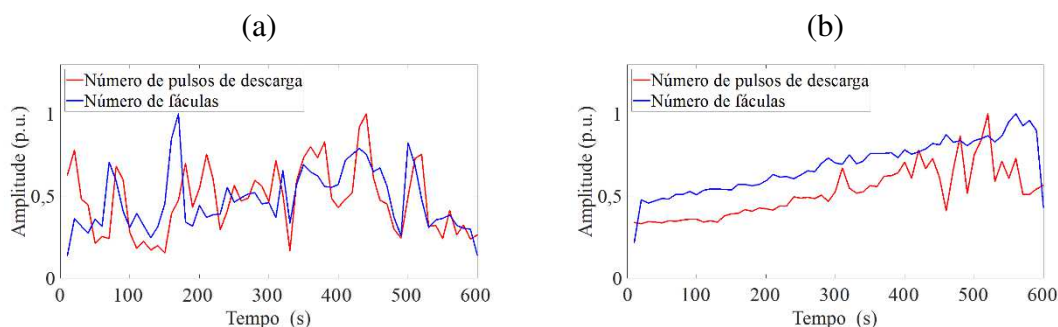 (a)
Número de pulsos de descarga
Número de fáculas
1
0.5
0
Amplitude (p.u.)
0 100 200 300 400 500 600
Tempo (s)
(b)
Número de pulsos de descarga
Número de fáculas
1
0.5
0
Amplitude (p.u.)
0 100 200 300 400 500 600
Tempo (s)